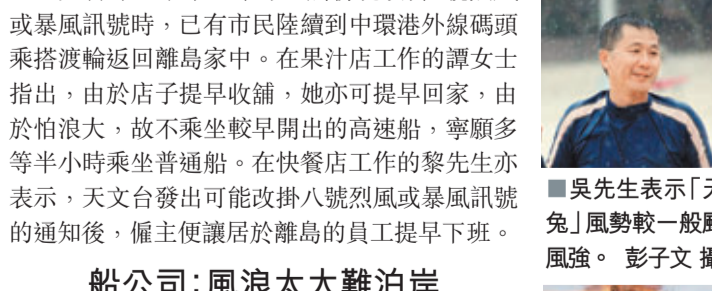 或暴風訊號時，已有市民陸續到中環港外線碼頭
乘搭渡輪返回離島家中。在果汁店工作的譚女士
指出，由於店子提早收舖，她亦可提早回家，由
於怕浪大，故不乘坐較早開出的高速船，寧願多
等半小時乘坐普通船。在快餐店工作的黎先生亦
表示，天文台發出可能改掛八號烈風或暴風訊號
的通知後，僱主便讓居於離島的員工提早下班。
船公司：風浪太大難泊岸
■吳先生表示「天
兔」風勢較一般颱
風強。 彭子文 攝